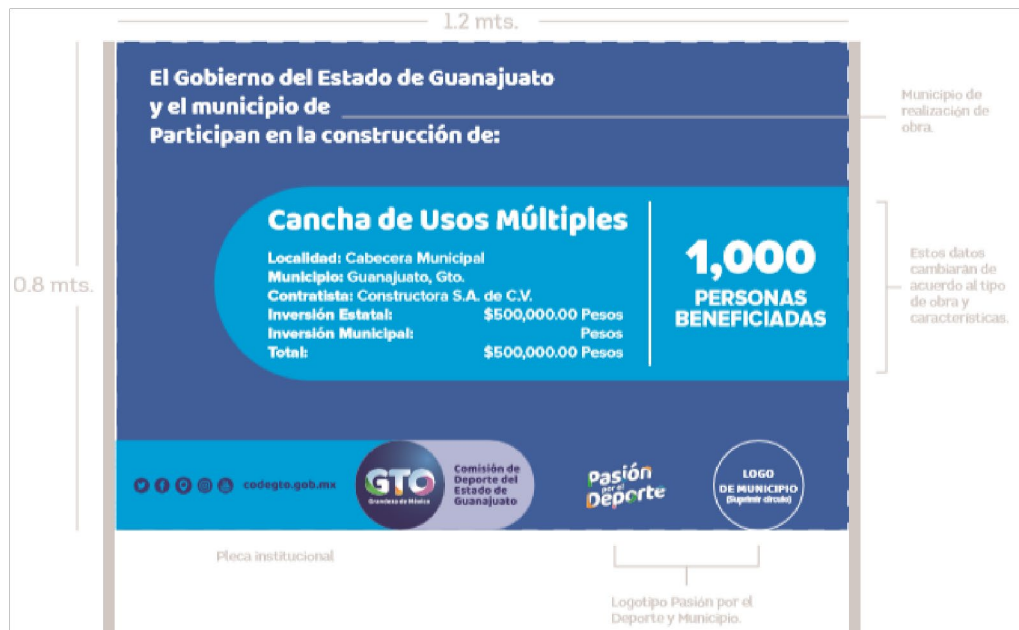 1.2 mts.
El Gobierno del Estado de Guanajuato
y el municipio de
Participan en la construcción de:
Municipio de
realización de
obra.
0.8 mts.
Cancha de Usos Múltiples
Localidad: Cabecera Municipal
Municipio: Guanajuato, Gto.
Contratista: Constructora S.A. de C.V.
Inversión Estatal: $500,000.00 Pesos
Inversión Municipal: Pesos
Total: $500,000.00 Pesos
1,000
PERSONAS
BENEFICIADAS
Estos datos
cambiarán de
acuerdo al tipo
de obra y
características.
codegto.gob.mx
GTO
Grandeza de México
Comisión de
Deporte del
Estado de
Guanajuato
Pasión
por el
Deporte
LOGO
DE MUNICIPIO
(Suprimir círculo)
Pleca institucional
Logotipo Pasión por el
Deporte y Municipio.